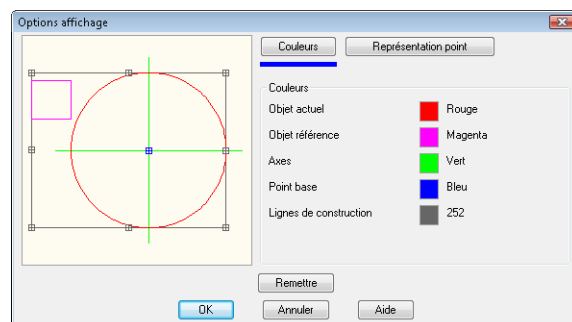 Options affichage
Couleurs
Représentation point
Couleurs
Objet actuel Rouge
Objet référence Magenta
Axes Vert
Point base Bleu
Lignes de construction 252
Remettre
OK
Annuler
Aide